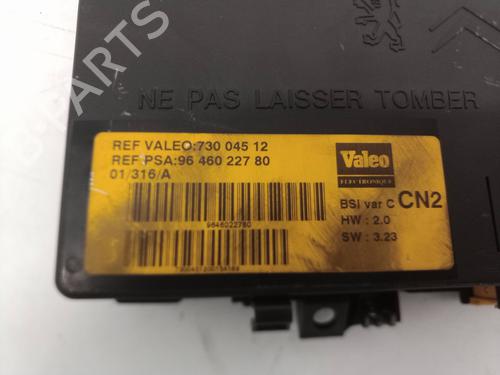 NE PAS LAISSER TOMBER
REF VALEO:730 045 12
REF PSA:96 460 227 80
01/316/A
Valeo
ELECTRONIQUE
BSI var C CN2
HW : 2.0
SW : 3.23
9646022780